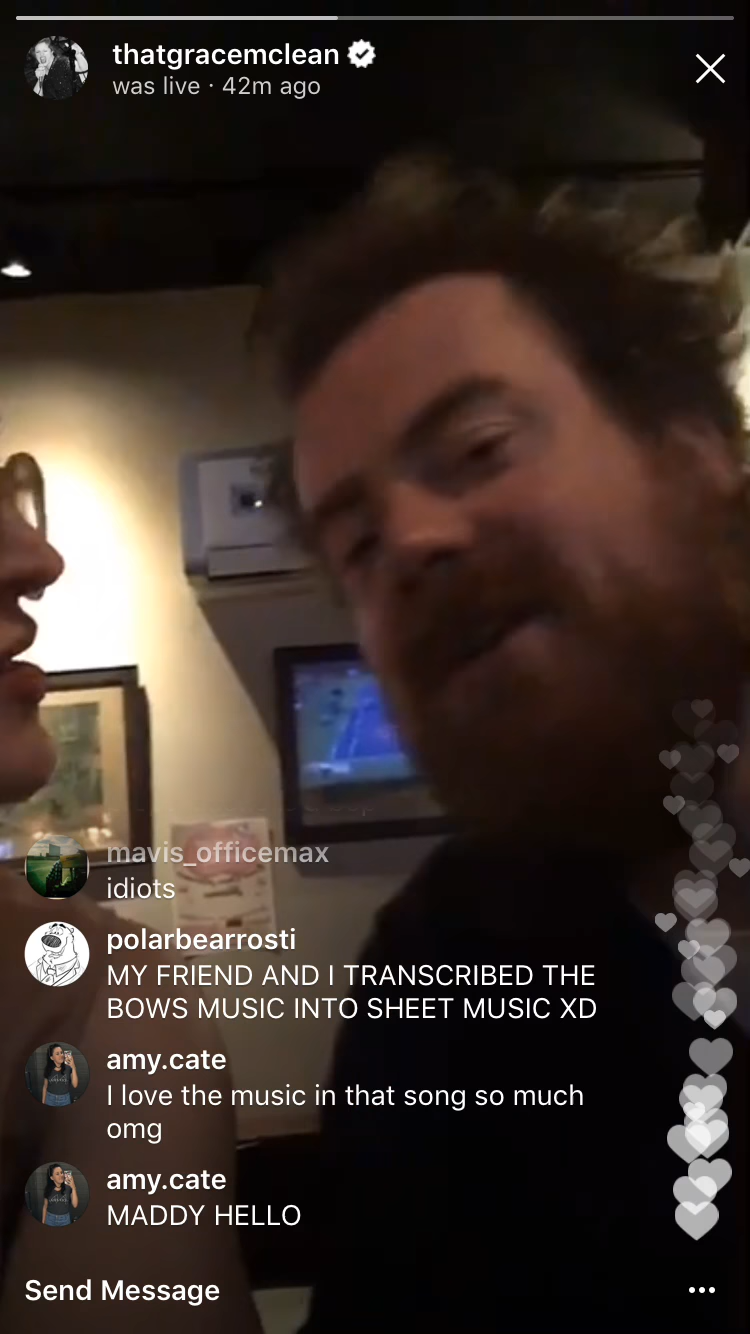 thatgracemclean
was live · 42m ago
mavis_officemax
idiots
polarbearrosti
MY FRIEND AND I TRANSCRIBED THE
BOWS MUSIC INTO SHEET MUSIC XD
amy.cate
I love the music in that song so much
omg
amy.cate
MADDY HELLO
Send Message